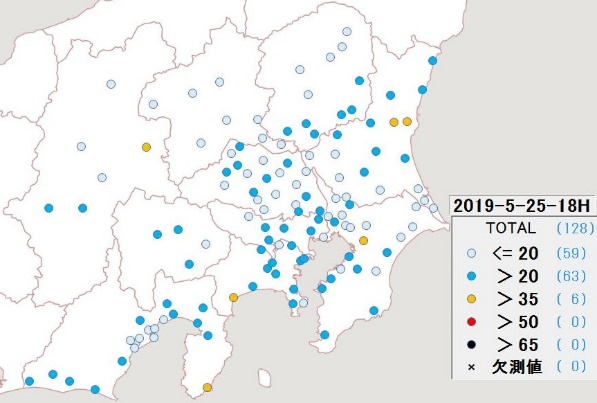 2019-5-25-18H
TOTAL (128)
<= 20 (59)
> 20 (63)
> 35 ( 6)
> 50 ( 0)
> 65 ( 0)
× 欠測値 ( 0)